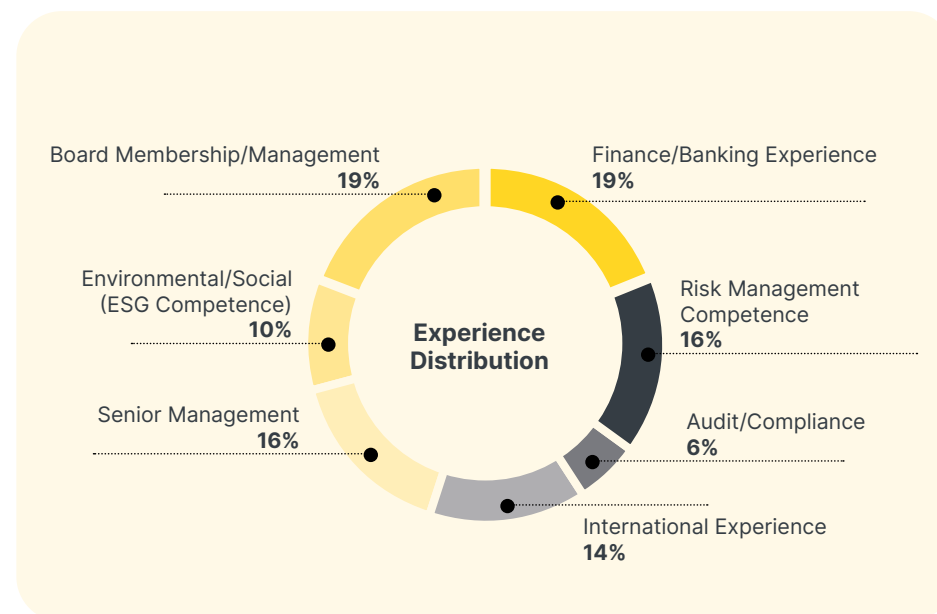 Board Membership/Management
19%
Finance/Banking Experience
19%
Environmental/Social
(ESG Competence)
10%
Risk Management
Competence
16%
Experience
Distribution
Senior Management
16%
Audit/Compliance
6%
International Experience
14%